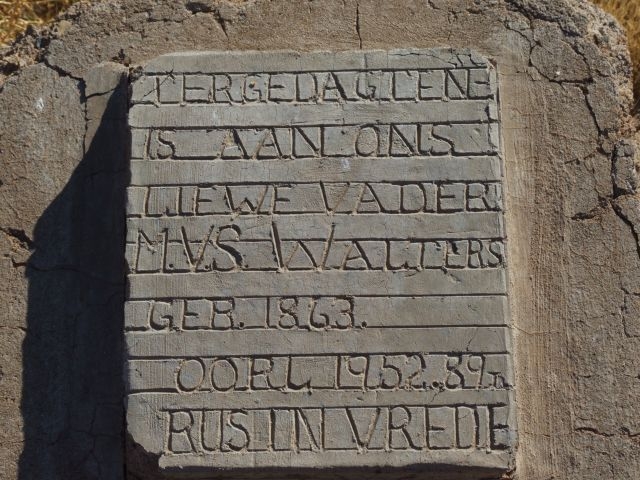 TERGEDAGTENE
IS AAN ONS
LIEWE VADER
M.V.S. WALTERS
GEB. 1863.
OORL 1952. 89
RUS IN VREDE